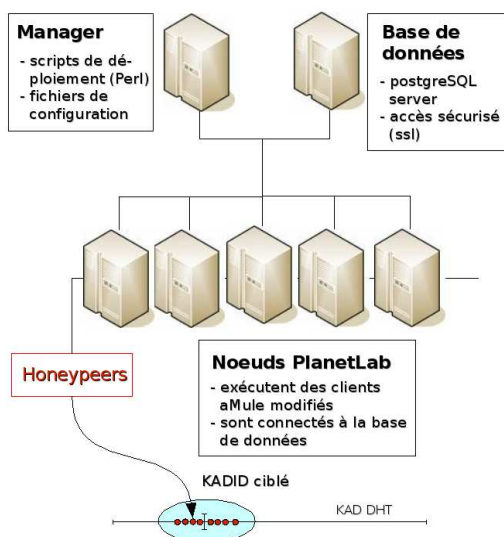 Manager
- scripts de dé-
ploiement (Perl)
- fichiers de
configuration
Base de
données
- postgreSQL
server
- accès sécurisé
(ssl)
Honeypeers
Noeuds PlanetLab
- exécutent des clients
aMule modifiés
- sont connectés à la base
de données
KADID ciblé
KAD DHT